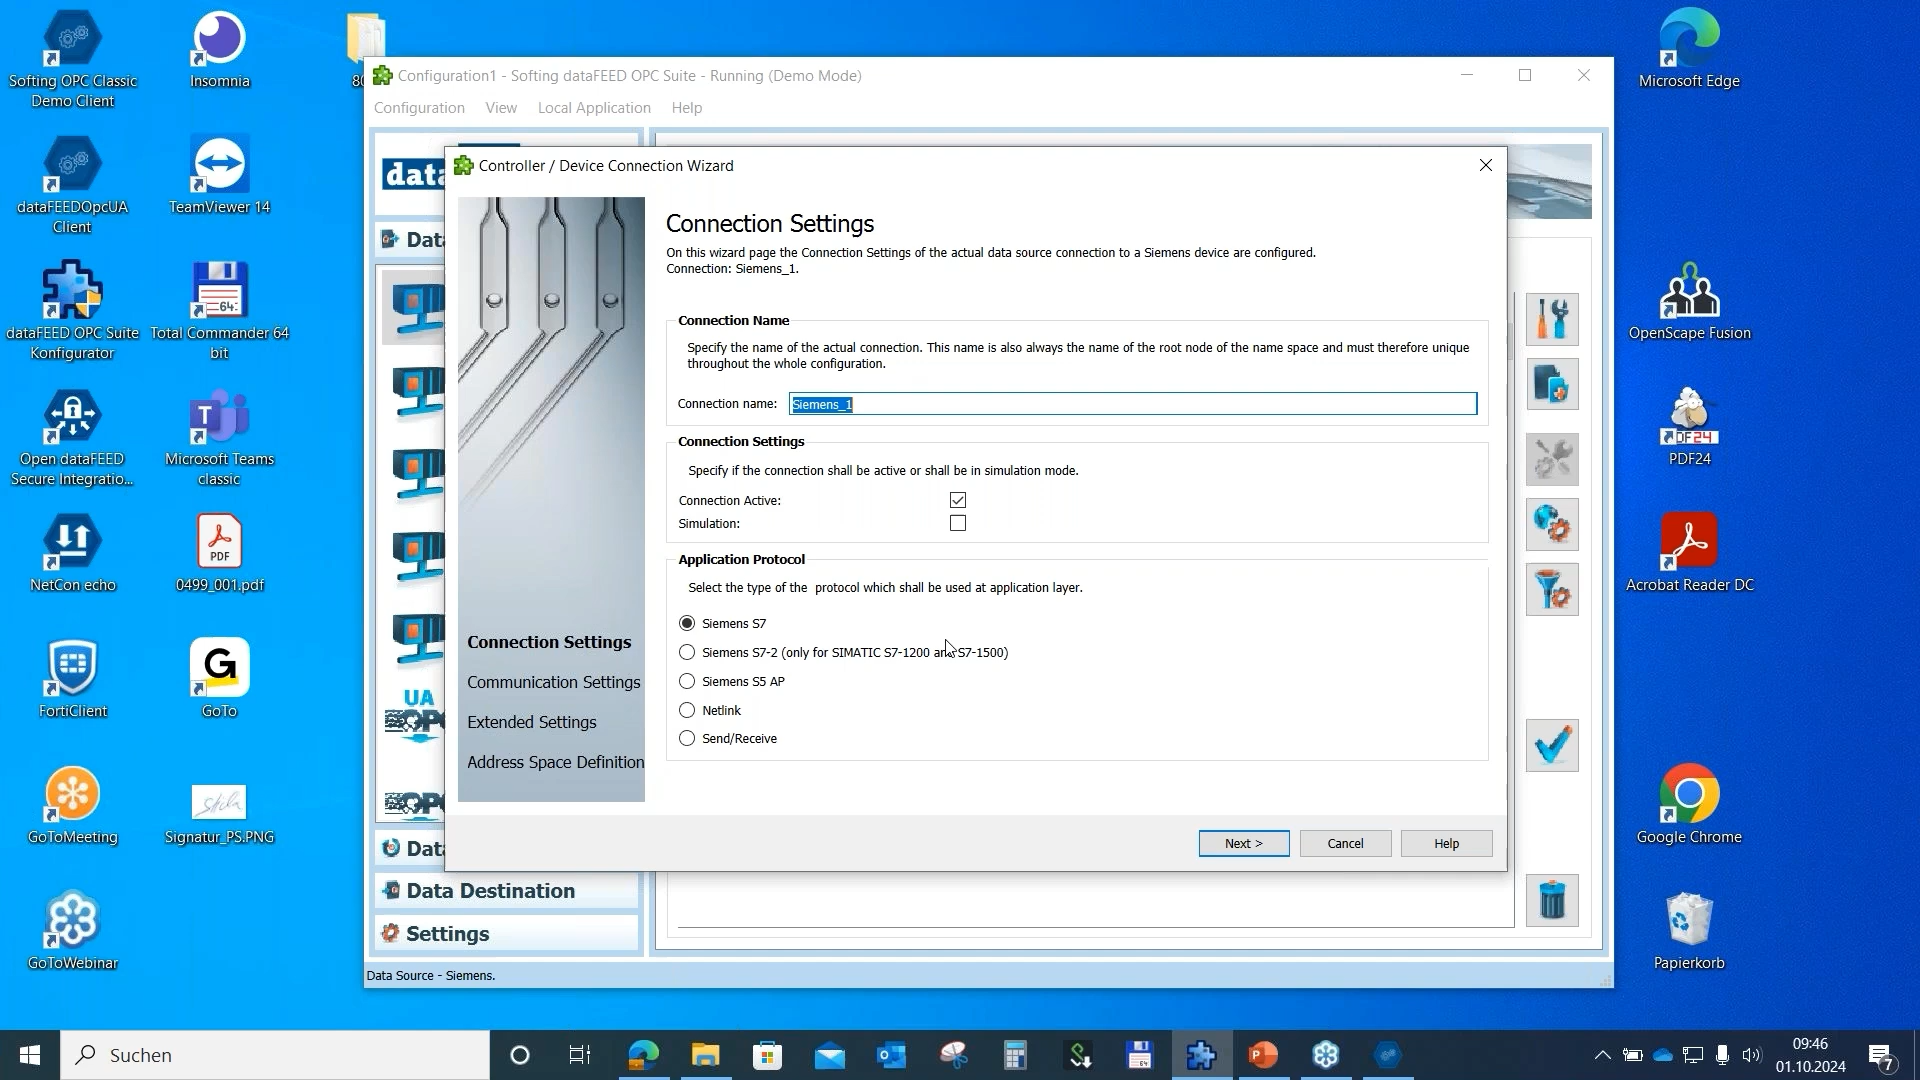 Softing OPC Classic
Demo Client
Insomnia
dataFEEDOpcUA
Client
TeamViewer 14
dataFEED OPC Suite
Konfigurator
Total Commander 64
bit
Open dataFEED
Secure Integratio...
Microsoft Teams
classic
NetCon echo
PDF
0499_001.pdf
FortiClient
GoTo
GoToMeeting
Signatur_PS.PNG
GoToWebinar
Configuration1 - Softing dataFEED OPC Suite - Running (Demo Mode)
Configuration View Local Application Help
Controller / Device Connection Wizard
Connection Settings
On this wizard page the Connection Settings of the actual data source connection to a Siemens device are configured.
Connection: Siemens_1.
Connection Name
Specify the name of the actual connection. This name is also always the name of the root node of the name space and must therefore unique
throughout the whole configuration.
Connection name: Siemens_1
Connection Settings
Specify if the connection shall be active or shall be in simulation mode.
Connection Active:
Simulation:
Application Protocol
Select the type of the protocol which shall be used at application layer.
Siemens S7
Siemens S7-2 (only for SIMATIC S7-1200 and S7-1500)
Siemens S5 AP
Netlink
Send/Receive
Connection Settings
Communication Settings
Extended Settings
Address Space Definition
Next >
Cancel
Help
UA
Data Destination
Settings
Data Source - Siemens.
Microsoft Edge
OpenScape Fusion
PDF24
Acrobat Reader DC
Google Chrome
Papierkorb
Suchen
09:46
01.10.2024
7